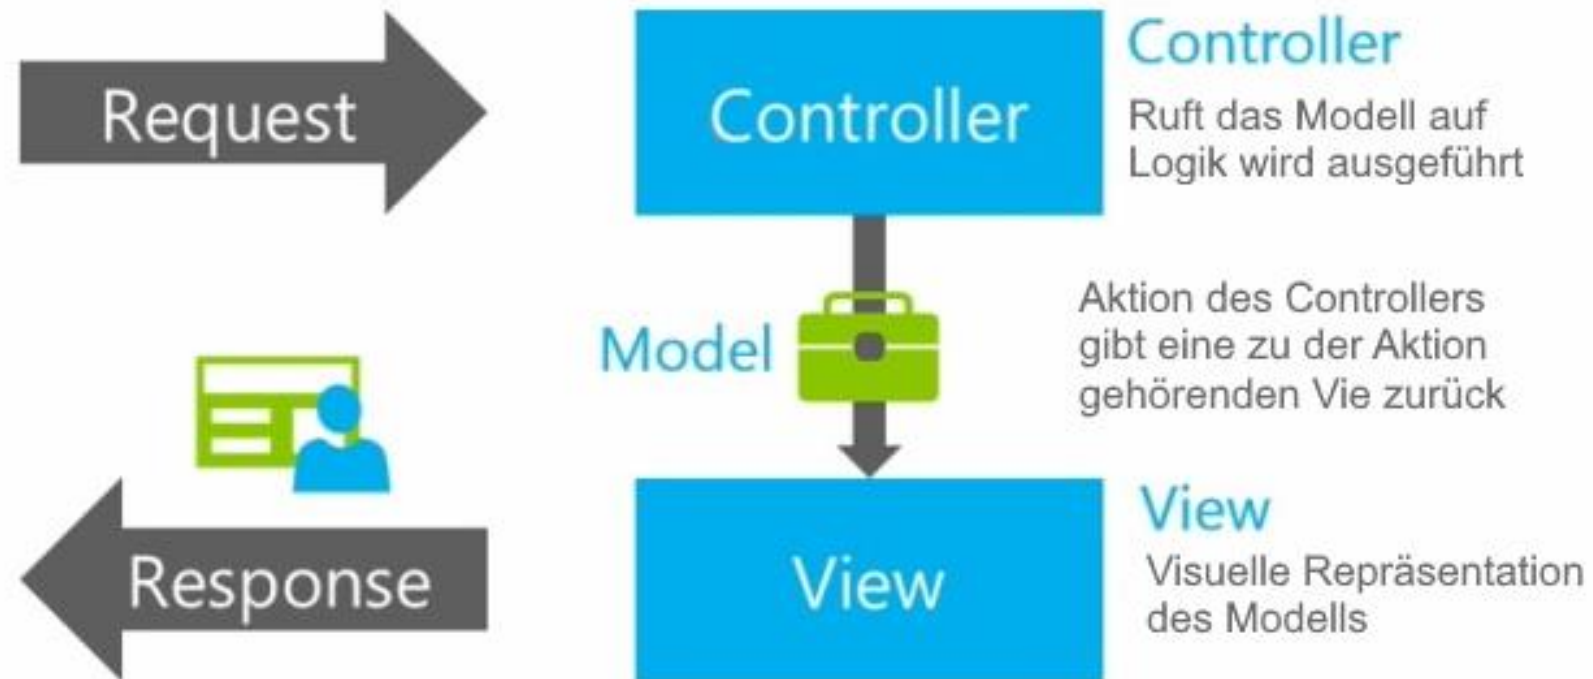 Request
Controller
Controller
Ruft das Modell auf
Logik wird ausgeführt
Model
Aktion des Controllers
gibt eine zu der Aktion
gehörenden Vie zurück
Response
View
View
Visuelle Repräsentation
des Modells